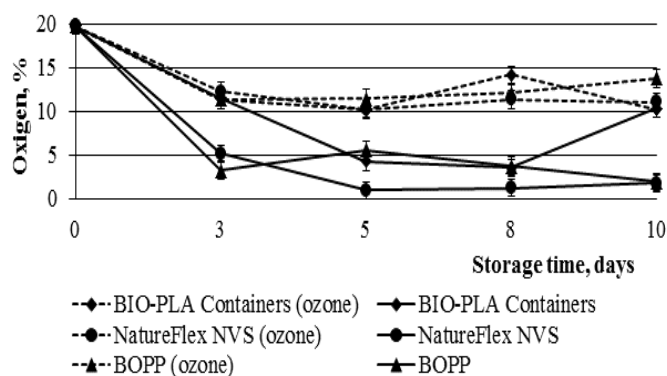 20
15
10
5
0
Oxigen, %
0 3 5 8 10
Storage time, days
BIO-PLA Containers (ozone) BIO-PLA Containers
NatureFlex NVS (ozone) NatureFlex NVS
BOPP (ozone) BOPP